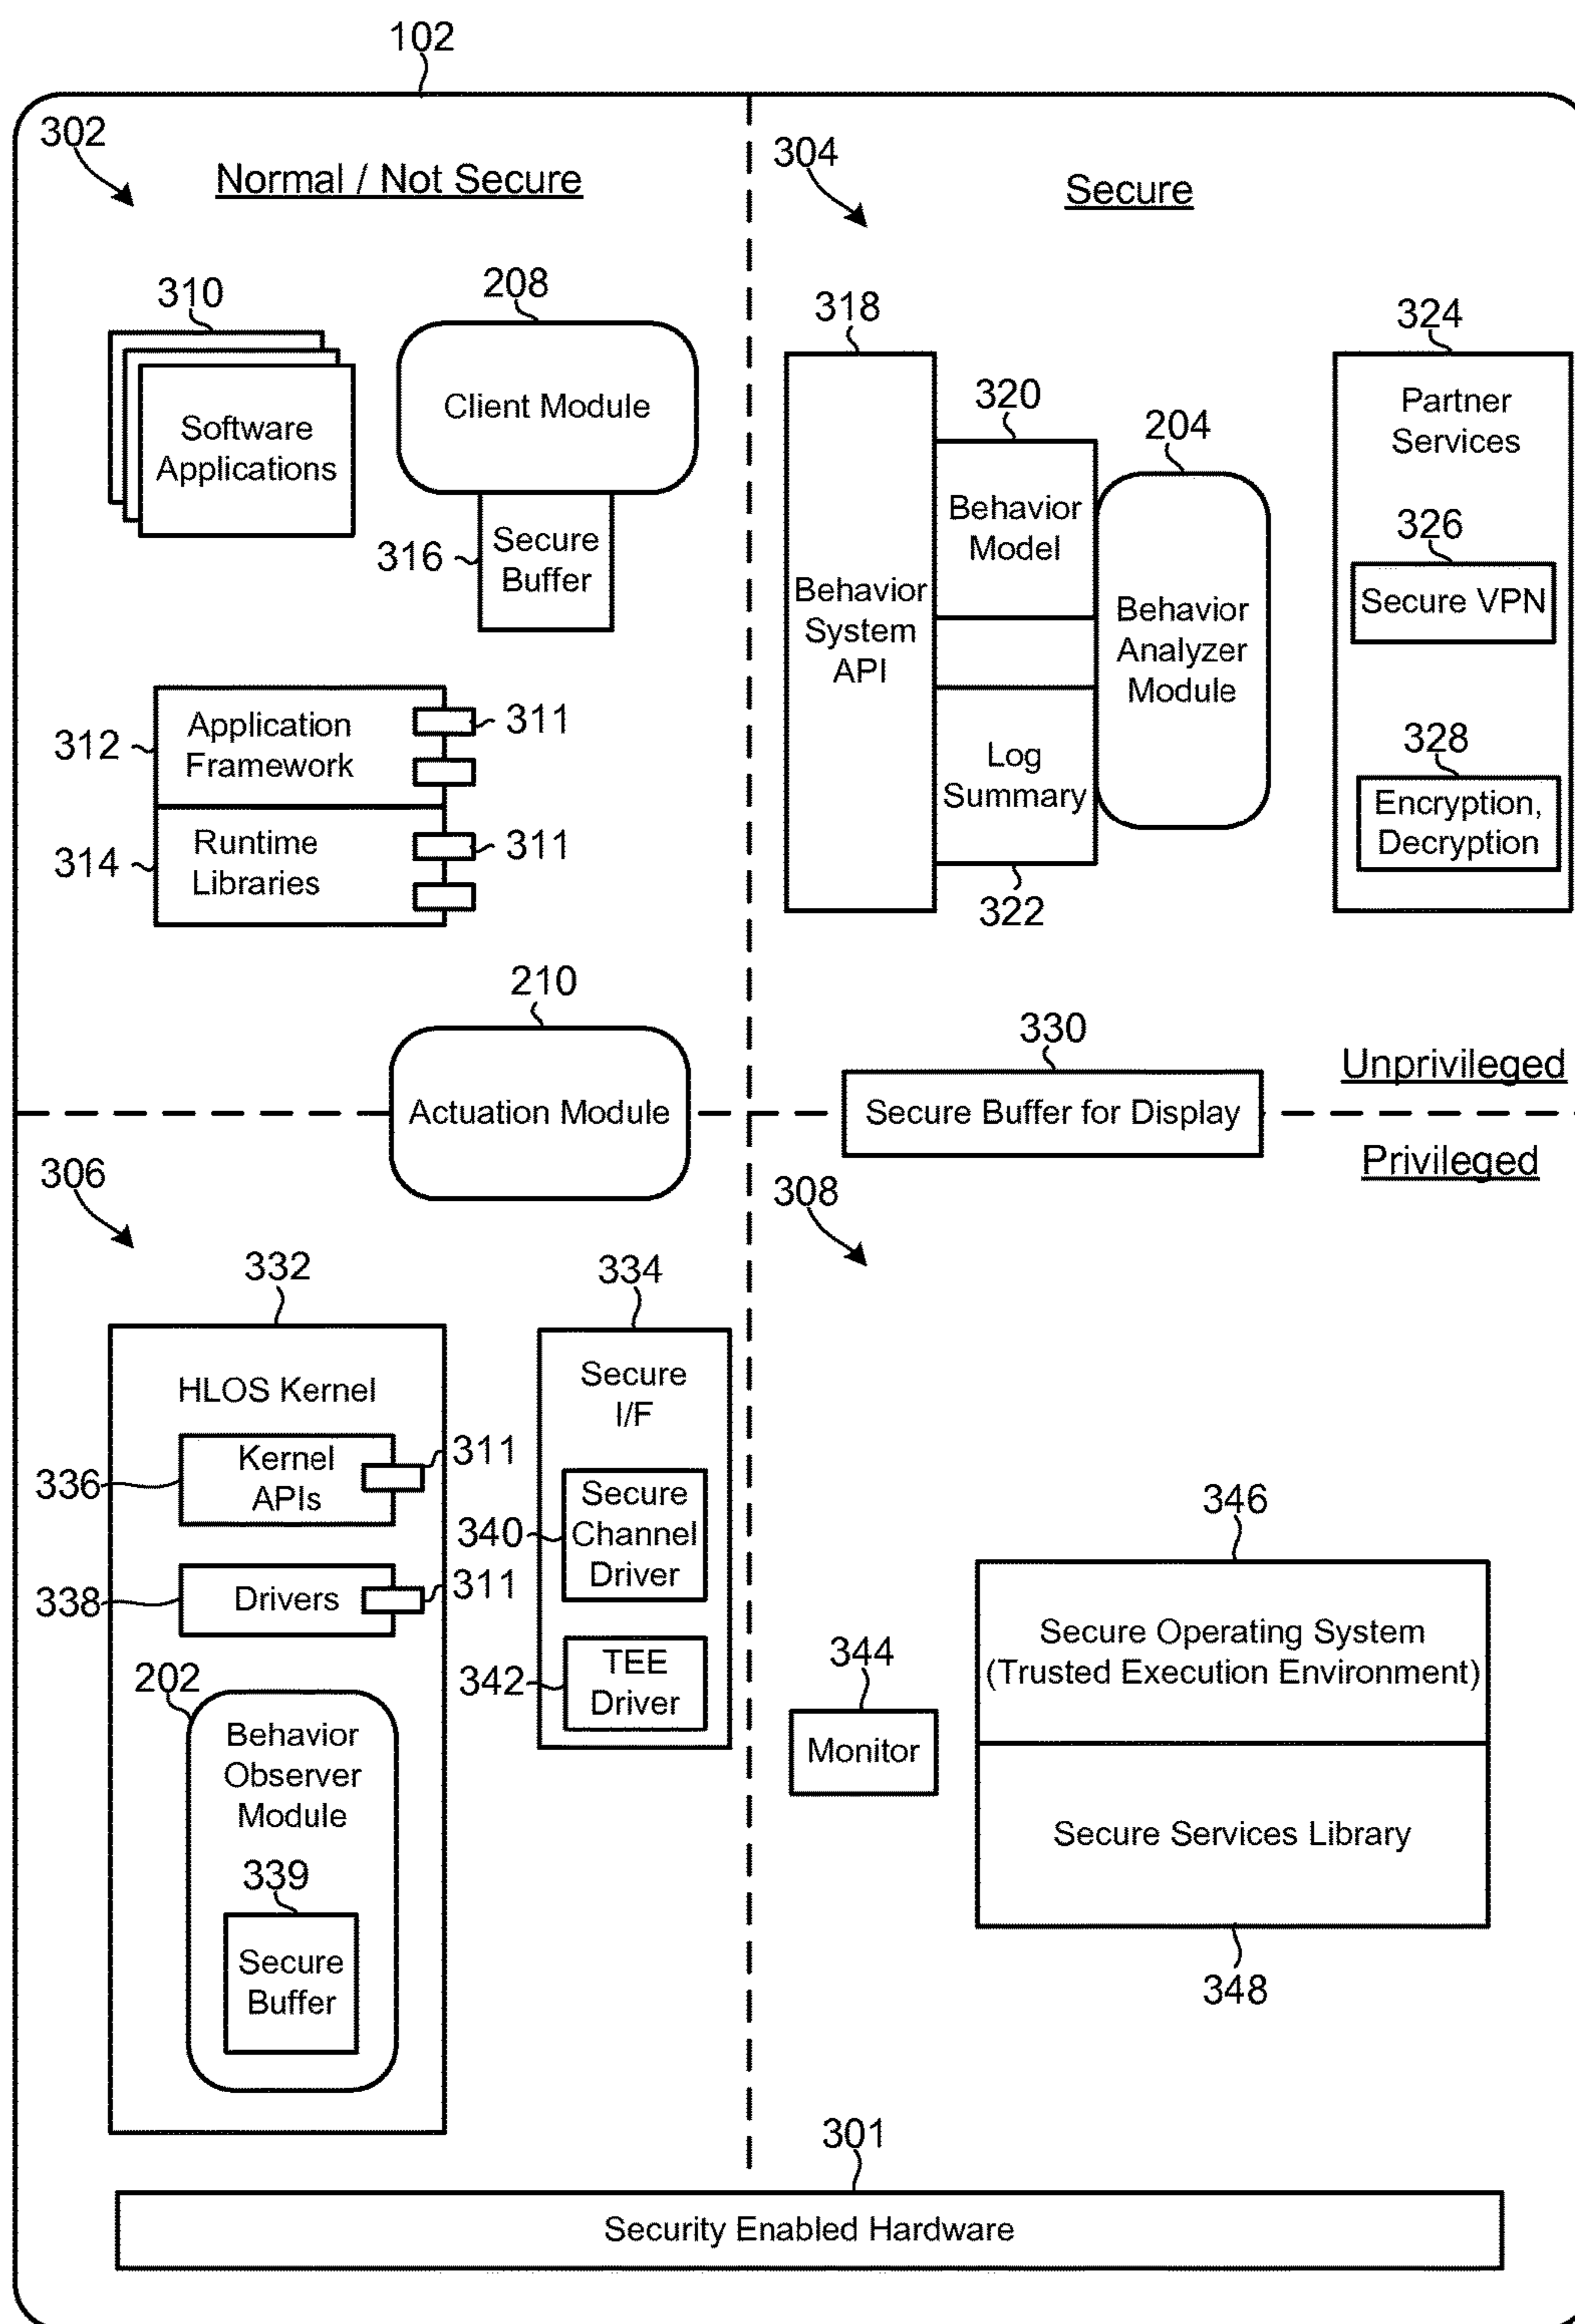 102
302
Normal / Not Secure
304
Secure
310
Software
Applications
208
Client Module
316
Secure
Buffer
312
Application
Framework
311
314
Runtime
Libraries
311
318
Behavior
System
API
320
Behavior
Model
204
Behavior
Analyzer
Module
Log
Summary
322
324
Partner
Services
326
Secure VPN
328
Encryption,
Decryption
210
Actuation Module
330
Secure Buffer for Display
Unprivileged
Privileged
306
308
332
HLOS Kernel
336
Kernel
APIs
311
338
Drivers
311
202
Behavior
Observer
Module
339
Secure
Buffer
334
Secure
I/F
340
Secure
Channel
Driver
342
TEE
Driver
344
Monitor
346
Secure Operating System
(Trusted Execution Environment)
Secure Services Library
348
301
Security Enabled Hardware